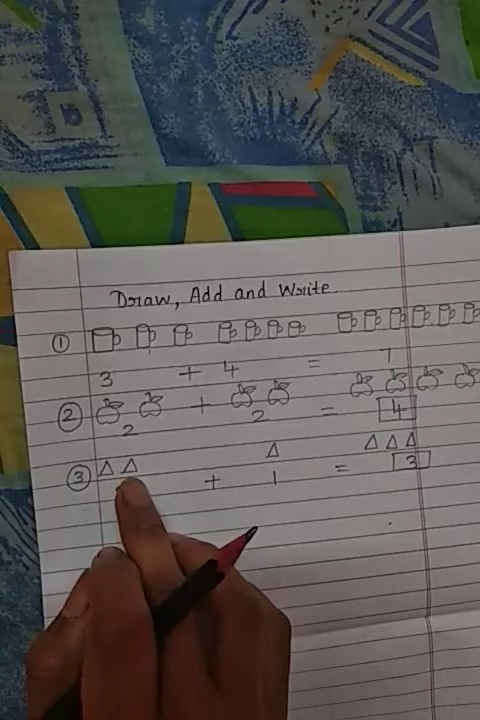 Draw, Add and Write
①
3 + 4 = 7
② + 
2 2 = 4
③
+ 1 = 3